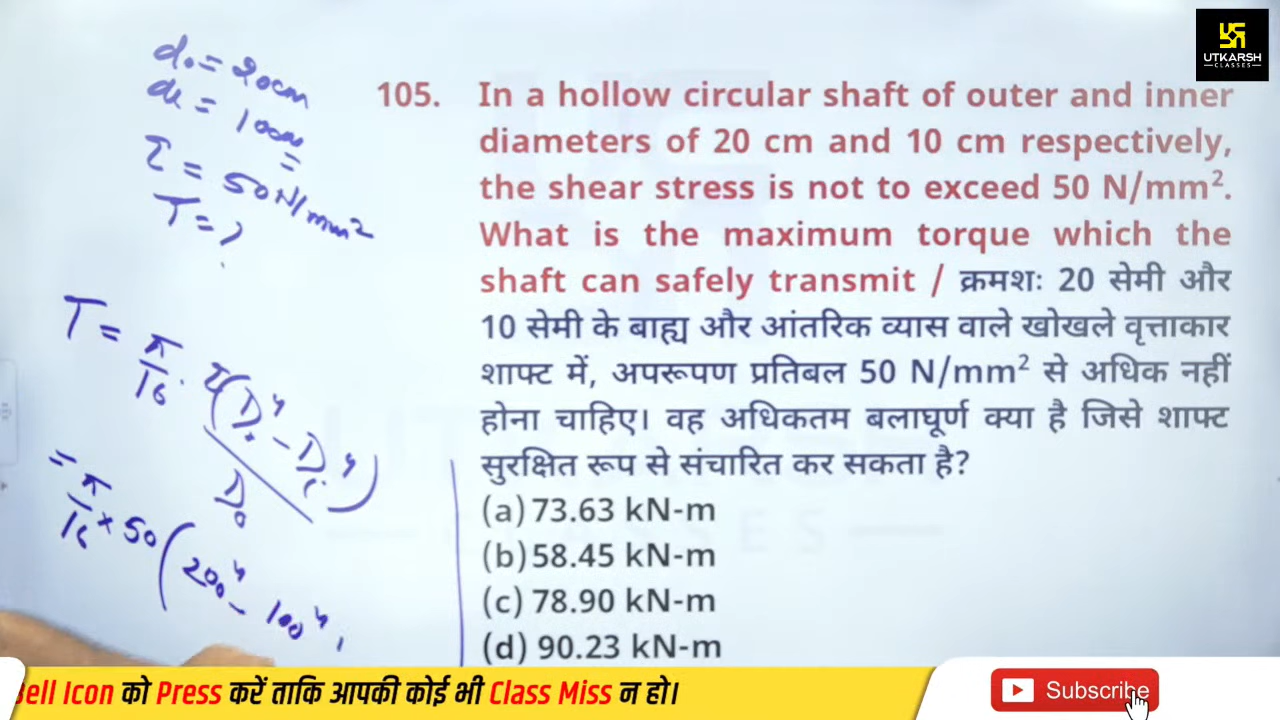 d₀ = 20cm
di = 10cm
=
τ = 50 N/mm²
T = ?
T = π/16 · τ(D₀⁴ - Di⁴)/D₀
= π/16 × 50 (200⁴ - 100⁴)
UTKARSH
CLASSES
105. In a hollow circular shaft of outer and inner
diameters of 20 cm and 10 cm respectively,
the shear stress is not to exceed 50 N/mm².
What is the maximum torque which the
shaft can safely transmit / क्रमशः 20 सेमी और
10 सेमी के बाह्य और आंतरिक व्यास वाले खोखले वृत्ताकार
शाफ्ट में, अपरूपण प्रतिबल 50 N/mm² से अधिक नहीं
होना चाहिए। वह अधिकतम बलाघूर्ण क्या है जिसे शाफ्ट
सुरक्षित रूप से संचारित कर सकता है?
(a) 73.63 kN-m
(b) 58.45 kN-m
(c) 78.90 kN-m
(d) 90.23 kN-m
Bell Icon को Press करें ताकि आपकी कोई भी Class Miss न हो।
Subscribe